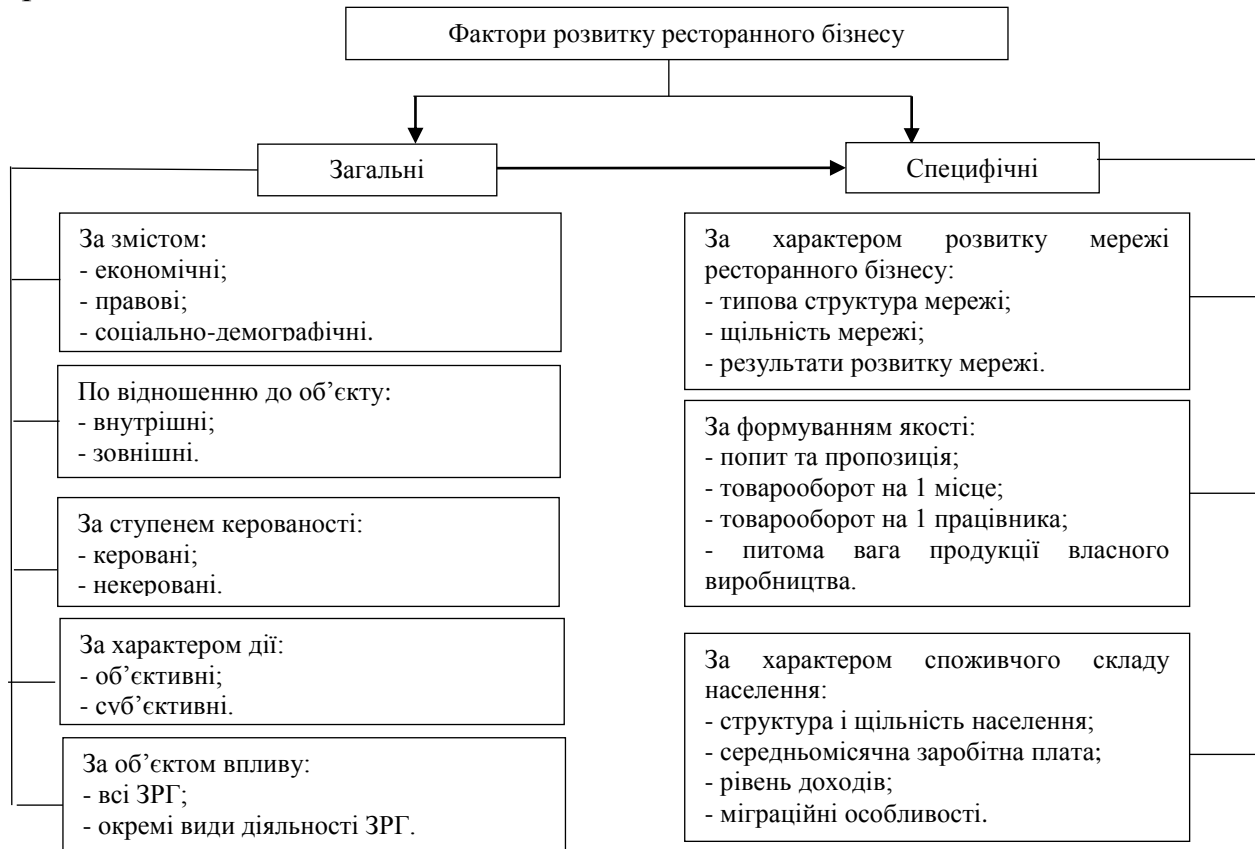 Фактори розвитку ресторанного бізнесу
Загальні
Специфічні
За змістом:
- економічні;
- правові;
- соціально-демографічні.
По відношенню до об’єкту:
- внутрішні;
- зовнішні.
За ступенем керованості:
- керовані;
- некеровані.
За характером дії:
- об’єктивні;
- суб’єктивні.
За об’єктом впливу:
- всі ЗРГ;
- окремі види діяльності ЗРГ.
За характером розвитку мережі
ресторанного бізнесу:
- типова структура мережі;
- щільність мережі;
- результати розвитку мережі.
За формуванням якості:
- попит та пропозиція;
- товарооборот на 1 місце;
- товарооборот на 1 працівника;
- питома вага продукції власного
виробництва.
За характером споживчого складу
населення:
- структура і щільність населення;
- середньомісячна заробітна плата;
- рівень доходів;
- міграційні особливості.